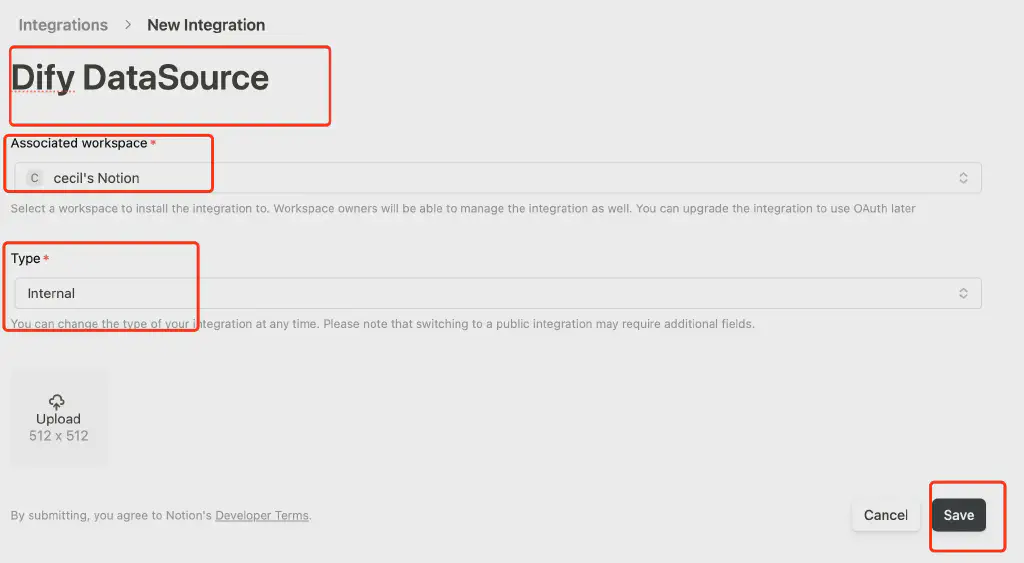 Integrations > New Integration
Dify DataSource
Associated workspace *
C cecil's Notion
Select a workspace to install the integration to. Workspace owners will be able to manage the integration as well. You can upgrade the integration to use OAuth later
Type *
Internal
You can change the type of your integration at any time. Please note that switching to a public integration may require additional fields.
Upload
512 x 512
By submitting, you agree to Notion's Developer Terms.
Cancel
Save